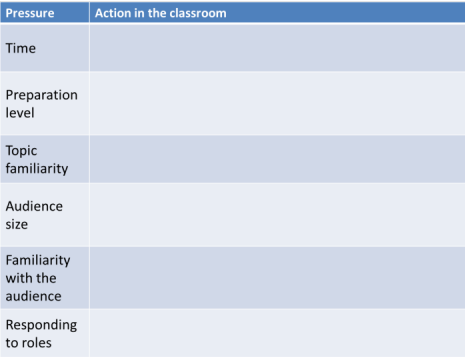 Pressure Action in the classroom
Time
Preparation
level
Topic
familiarity
Audience
size
Familiarity
with the
audience
Responding
to roles